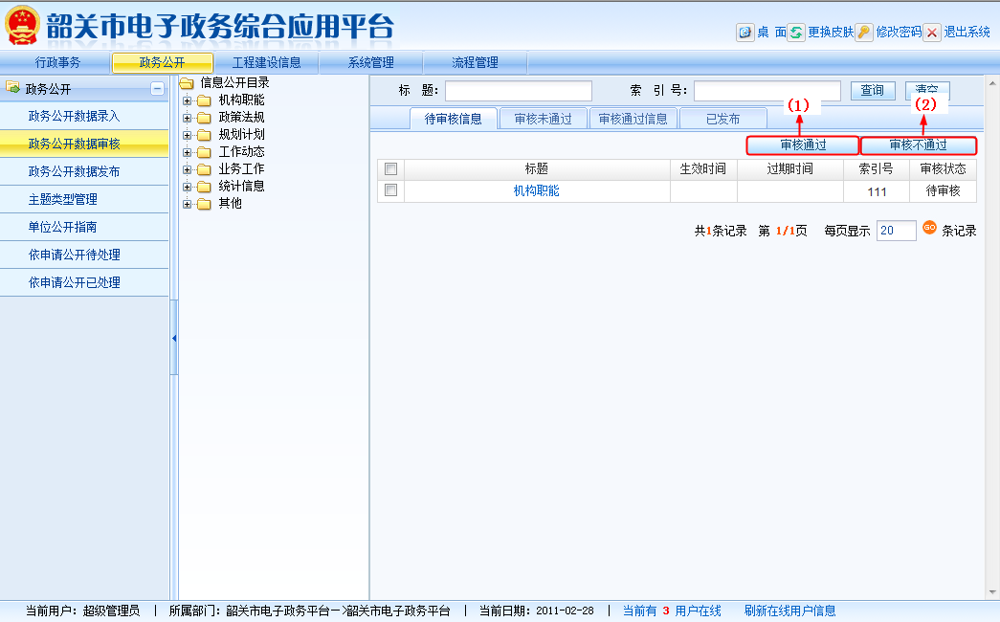 韶关市电子政务综合应用平台
桌 面 更换皮肤 修改密码 退出系统
行政事务 政务公开 工程建设信息 系统管理 流程管理
政务公开
政务公开数据录入
政务公开数据审核
政务公开数据发布
主题类型管理
单位公开指南
依申请公开待处理
依申请公开已处理
信息公开目录
机构职能
政策法规
规划计划
工作动态
业务工作
统计信息
其他
标 题: 索 引 号: 查询 清空
(1) (2)
待审核信息 审核未通过 审核通过信息 已发布
审核通过 审核不通过
标题 生效时间 过期时间 索引号 审核状态
机构职能 111 待审核
共1条记录 第 1/1页 每页显示 20 GO 条记录
当前用户: 超级管理员 | 所属部门: 韶关市电子政务平台->韶关市电子政务平台 | 当前日期: 2011-02-28 | 当前有 3 用户在线 刷新在线用户信息